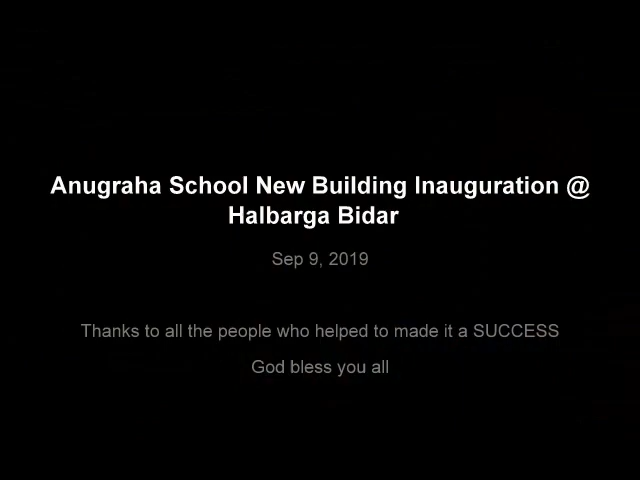 Anugraha School New Building Inauguration @
Halbarga Bidar
Sep 9, 2019
Thanks to all the people who helped to made it a SUCCESS
God bless you all